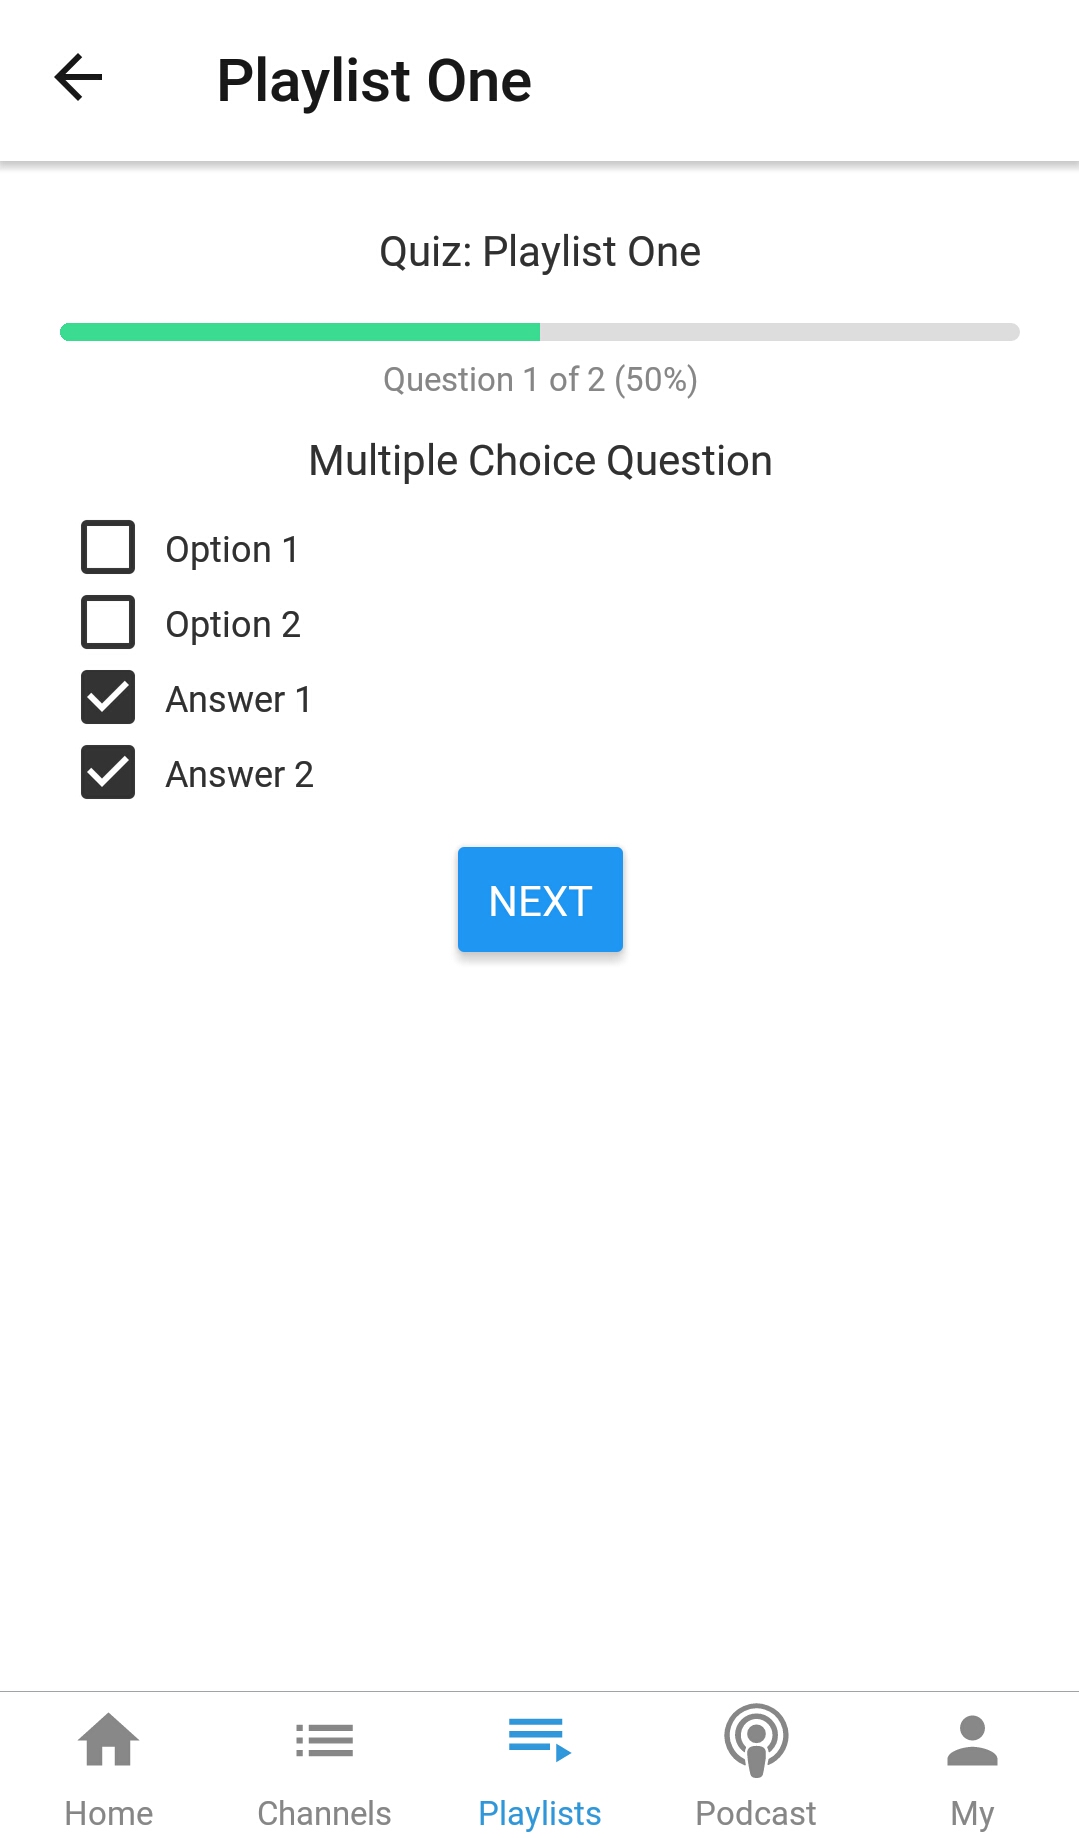 Playlist One
Quiz: Playlist One
Question 1 of 2 (50%)
Multiple Choice Question
Option 1
Option 2
Answer 1
Answer 2
NEXT
Home Channels Playlists Podcast My